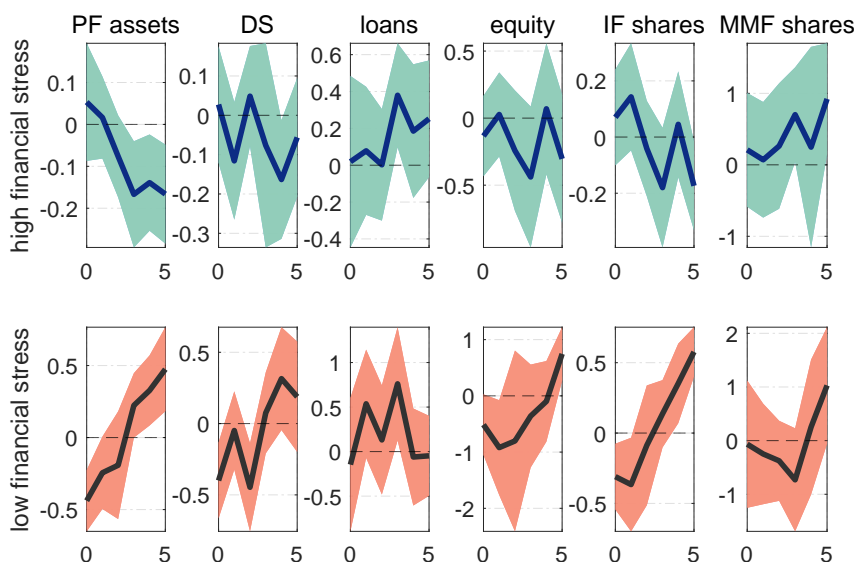 PF assets DS loans equity IF shares MMF shares
high financial stress
0.1 0 -0.1 -0.2
0.1 0 -0.1 -0.2 -0.3
0.6 0.4 0.2 0 -0.2 -0.4
0.5 0 -0.5
0.2 0 -0.2
1 0 -1
0 5 0 5 0 5 0 5 0 5 0 5
low financial stress
0.5 0 -0.5
0.5 0 -0.5
1 0.5 0 -0.5
1 0 -1 -2
0.5 0 -0.5
2 1 0 -1
0 5 0 5 0 5 0 5 0 5 0 5